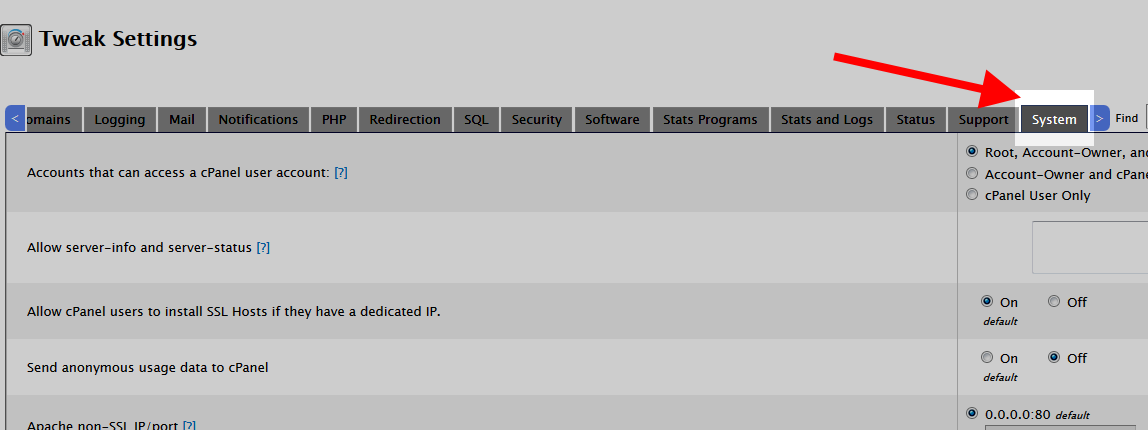 Tweak Settings
< omains Logging Mail Notifications PHP Redirection SQL Security Software Stats Programs Stats and Logs Status Support System > Find
Accounts that can access a cPanel user account: [?]
Root, Account-Owner, and
Account-Owner and cPane
cPanel User Only
Allow server-info and server-status [?]
Allow cPanel users to install SSL Hosts if they have a dedicated IP.
On Off
default
Send anonymous usage data to cPanel
On Off
default
Apache non-SSL IP/port [?]
0.0.0.0:80 default